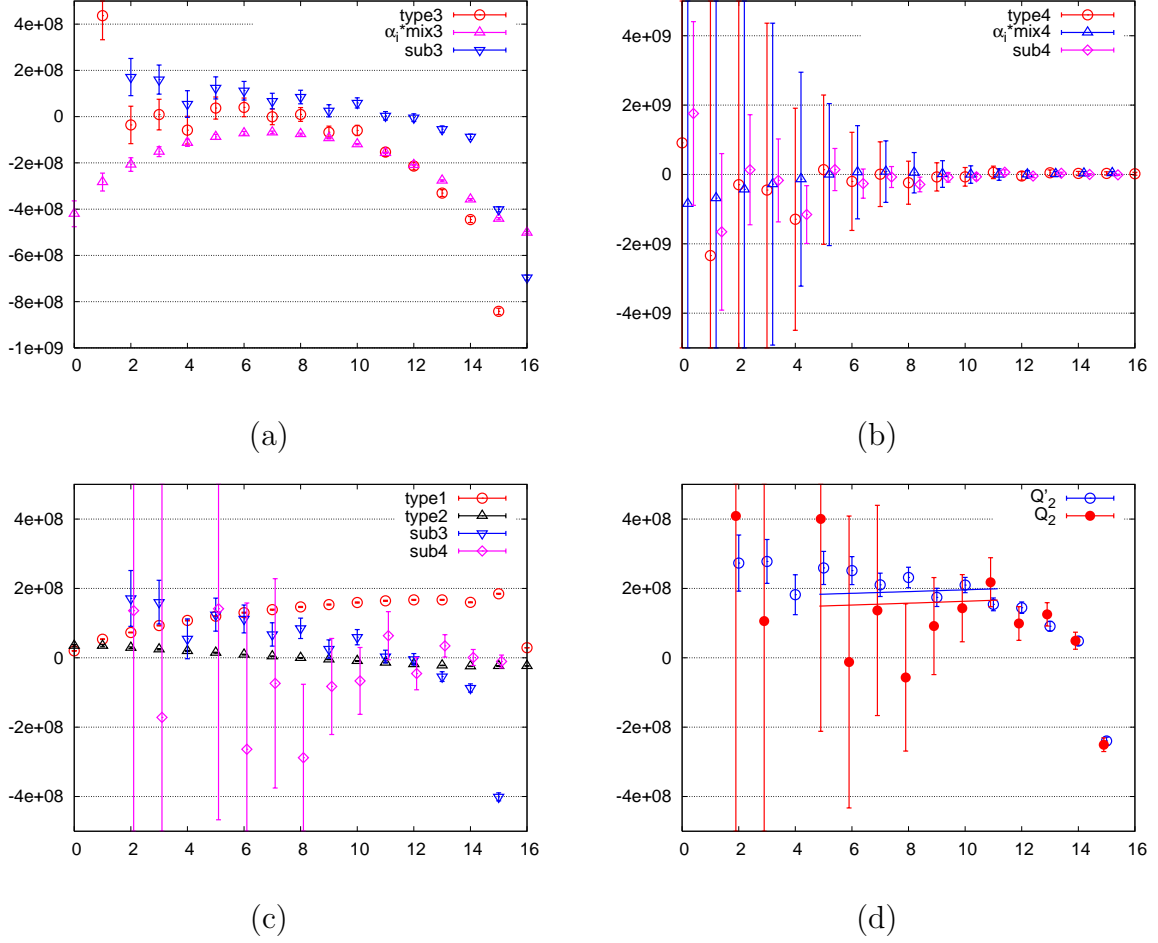 4e+08
2e+08
0
-2e+08
-4e+08
-6e+08
-8e+08
-1e+09
0 2 4 6 8 10 12 14 16
type3
α_i*mix3
sub3
(a)
4e+09
2e+09
0
-2e+09
-4e+09
0 2 4 6 8 10 12 14 16
type4
α_i*mix4
sub4
(b)
4e+08
2e+08
0
-2e+08
-4e+08
0 2 4 6 8 10 12 14 16
type1
type2
sub3
sub4
(c)
4e+08
2e+08
0
-2e+08
-4e+08
0 2 4 6 8 10 12 14 16
Q'_2
Q_2
(d)